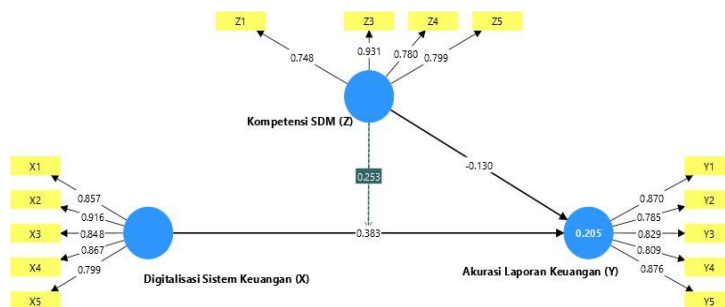 Z1
Z3
Z4
Z5
0.748
0.931
0.780
0.799
Kompetensi SDM (Z)
0.253
-0.130
X1
X2
X3
X4
X5
0.857
0.916
0.848
0.867
0.799
Digitalisasi Sistem Keuangan (X)
0.383
0.205
Akurasi Laporan Keuangan (Y)
0.870
0.785
0.829
0.809
0.876
Y1
Y2
Y3
Y4
Y5